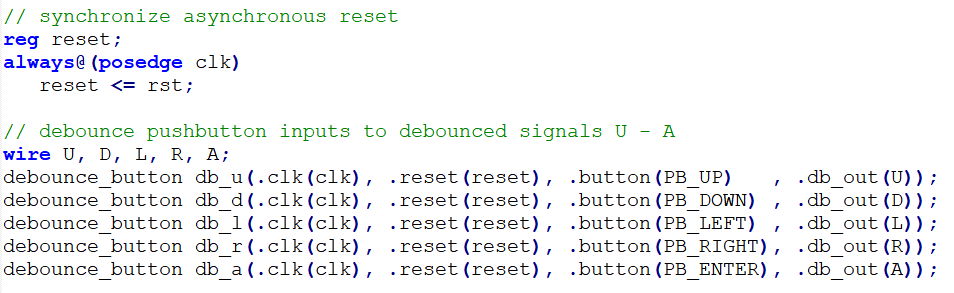 // synchronize asynchronous reset
reg reset;
always@(posedge clk)
   reset <= rst;

// debounce pushbutton inputs to debounced signals U - A
wire U, D, L, R, A;
debounce_button db_u(.clk(clk), .reset(reset), .button(PB_UP)   , .db_out(U));
debounce_button db_d(.clk(clk), .reset(reset), .button(PB_DOWN) , .db_out(D));
debounce_button db_l(.clk(clk), .reset(reset), .button(PB_LEFT) , .db_out(L));
debounce_button db_r(.clk(clk), .reset(reset), .button(PB_RIGHT), .db_out(R));
debounce_button db_a(.clk(clk), .reset(reset), .button(PB_ENTER), .db_out(A));